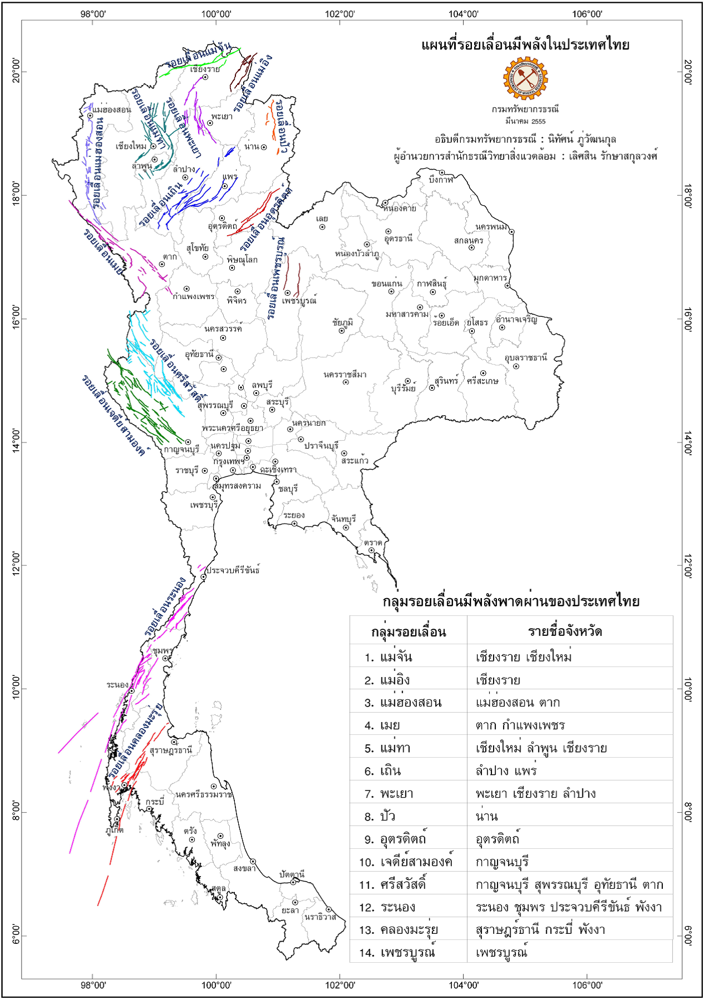 98°00' 100°00' 102°00' 104°00' 106°00'
แผนที่รอยเลื่อนมีพลังในประเทศไทย
กรมทรัพยากรธรณี
DEPARTMENT OF MINERAL RESOURCES
กรมทรัพยากรธรณี
มีนาคม 2555
อธิบดีกรมทรัพยากรธรณี : นิทัศน์ ภู่วัฒนกุล
ผู้อำนวยการสำนักธรณีวิทยาสิ่งแวดล้อม : เลิศสิน รักษาสกุลวงศ์
20°00' 20°00'
18°00' 18°00'
16°00' 16°00'
14°00' 14°00'
12°00' 12°00'
10°00' 10°00'
8°00' 8°00'
6°00' 6°00'
รอยเลื่อนแม่จัน
รอยเลื่อนแม่อิง
รอยเลื่อนแม่ฮ่องสอน
รอยเลื่อนแม่ทา
รอยเลื่อนพะเยา
รอยเลื่อนปัว
รอยเลื่อนเถิน
รอยเลื่อนอุตรดิตถ์
รอยเลื่อนเมย
รอยเลื่อนเพชรบูรณ์
รอยเลื่อนศรีสวัสดิ์
รอยเลื่อนเจดีย์สามองค์
รอยเลื่อนระนอง
รอยเลื่อนคลองมะรุ่ย
เชียงราย
แม่ฮ่องสอน
พะเยา
เชียงใหม่
น่าน
ลำพูน
ลำปาง
แพร่
บึงกาฬ
หนองคาย
เลย
อุตรดิตถ์
นครพนม
อุดรธานี
สกลนคร
สุโขทัย
หนองบัวลำภู
ตาก
พิษณุโลก
มุกดาหาร
ขอนแก่น
กาฬสินธุ์
กำแพงเพชร
พิจิตร
เพชรบูรณ์
มหาสารคาม
ร้อยเอ็ด
ยโสธร
อำนาจเจริญ
ชัยภูมิ
นครสวรรค์
อุทัยธานี
อุบลราชธานี
นครราชสีมา
บุรีรัมย์
สุรินทร์
ศรีสะเกษ
ลพบุรี
สุพรรณบุรี
สระบุรี
พระนครศรีอยุธยา
นครนายก
กาญจนบุรี
นครปฐม
ปราจีนบุรี
กรุงเทพฯ
สระแก้ว
ราชบุรี
ฉะเชิงเทรา
สมุทรสงคราม
ชลบุรี
เพชรบุรี
ระยอง
จันทบุรี
ตราด
ประจวบคีรีขันธ์
ชุมพร
ระนอง
สุราษฎร์ธานี
พังงา
นครศรีธรรมราช
กระบี่
ภูเก็ต
ตรัง
พัทลุง
สงขลา
ปัตตานี
สตูล
ยะลา
นราธิวาส
กลุ่มรอยเลื่อนมีพลังพาดผ่านของประเทศไทย
กลุ่มรอยเลื่อน รายชื่อจังหวัด
1. แม่จัน เชียงราย เชียงใหม่
2. แม่อิง เชียงราย
3. แม่ฮ่องสอน แม่ฮ่องสอน ตาก
4. เมย ตาก กำแพงเพชร
5. แม่ทา เชียงใหม่ ลำพูน เชียงราย
6. เถิน ลำปาง แพร่
7. พะเยา พะเยา เชียงราย ลำปาง
8. ปัว น่าน
9. อุตรดิตถ์ อุตรดิตถ์
10. เจดีย์สามองค์ กาญจนบุรี
11. ศรีสวัสดิ์ กาญจนบุรี สุพรรณบุรี อุทัยธานี ตาก
12. ระนอง ระนอง ชุมพร ประจวบคีรีขันธ์ พังงา
13. คลองมะรุ่ย สุราษฎร์ธานี กระบี่ พังงา
14. เพชรบูรณ์ เพชรบูรณ์
98°00' 100°00' 102°00' 104°00' 106°00'